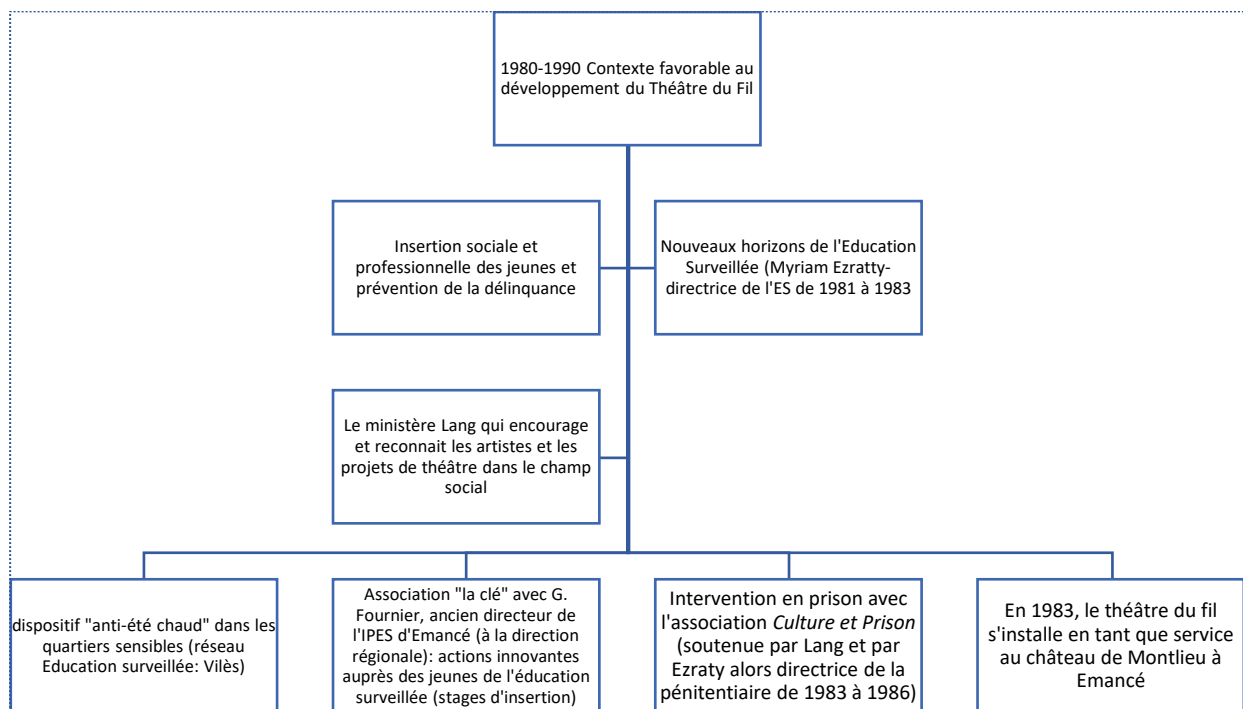 1980-1990 Contexte favorable au
développement du Théâtre du Fil
Insertion sociale et
professionnelle des jeunes et
prévention de la délinquance
Nouveaux horizons de l'Education
Surveillée (Myriam Ezratty-
directrice de l'ES de 1981 à 1983
Le ministère Lang qui encourage
et reconnait les artistes et les
projets de théâtre dans le champ
social
dispositif "anti-été chaud" dans les
quartiers sensibles (réseau
Education surveillée: Vilès)
Association "la clé" avec G.
Fournier, ancien directeur de
l'IPES d'Emancé (à la direction
régionale): actions innovantes
auprès des jeunes de l'éducation
surveillée (stages d'insertion)
Intervention en prison avec
l'association Culture et Prison
(soutenue par Lang et par
Ezraty alors directrice de la
pénitentiaire de 1983 à 1986)
En 1983, le théâtre du fil
s'installe en tant que service
au château de Montlieu à
Emancé